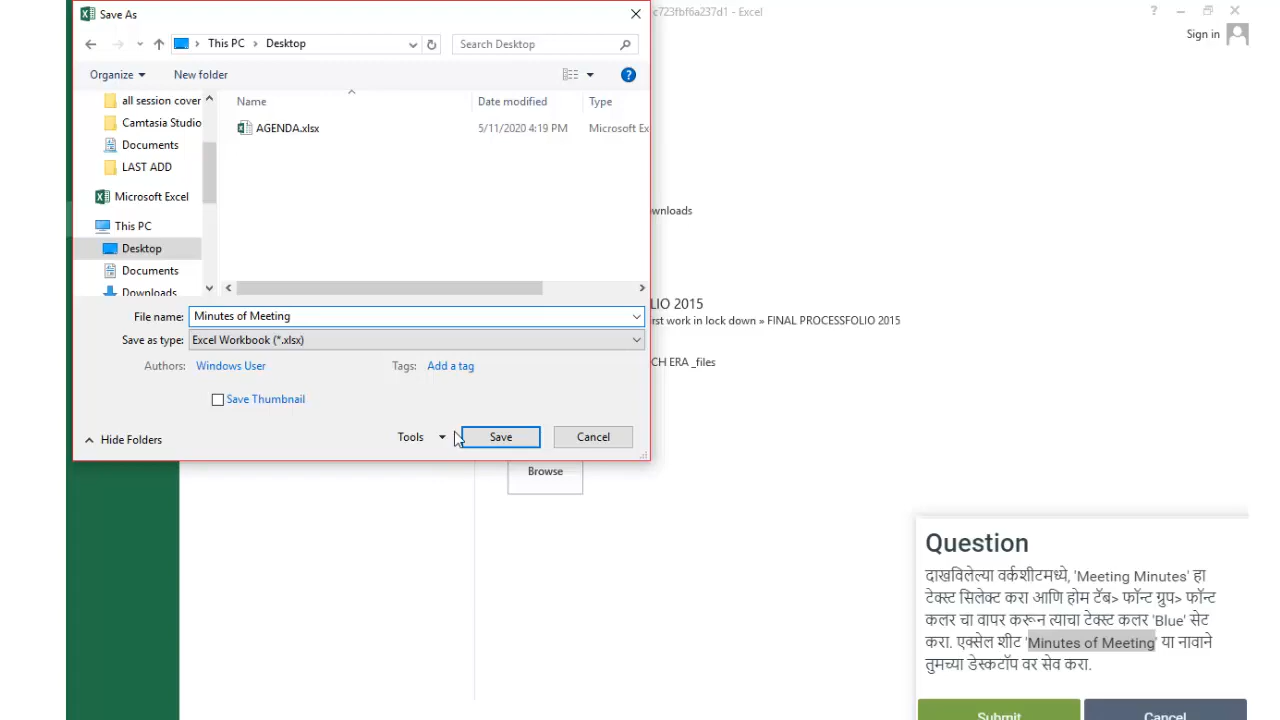 Save As
c723fbf6a237d1 - Excel
?
Sign in
This PC > Desktop
Search Desktop
Organize
New folder
?
all session cover
Camtasia Studio
Documents
LAST ADD
Microsoft Excel
This PC
Desktop
Documents
Downloads
Name
Date modified
Type
AGENDA.xlsx
5/11/2020 4:19 PM
Microsoft Ex
wnloads
LIO 2015
irst work in lock down » FINAL PROCESSFOLIO 2015
CH ERA _files
File name:
Minutes of Meeting
Save as type:
Excel Workbook (*.xlsx)
Authors:
Windows User
Tags:
Add a tag
Save Thumbnail
Hide Folders
Tools
Save
Cancel
Browse
Question
दाखविलेल्या वर्कशीटमध्ये, 'Meeting Minutes' हा
टेक्स्ट सिलेक्ट करा आणि होम टॅब> फॉन्ट ग्रुप> फॉन्ट
कलर चा वापर करून त्याचा टेक्स्ट कलर 'Blue' सेट
करा. एक्सेल शीट 'Minutes of Meeting' या नावाने
तुमच्या डेस्कटॉप वर सेव करा.
Submit
Cancel